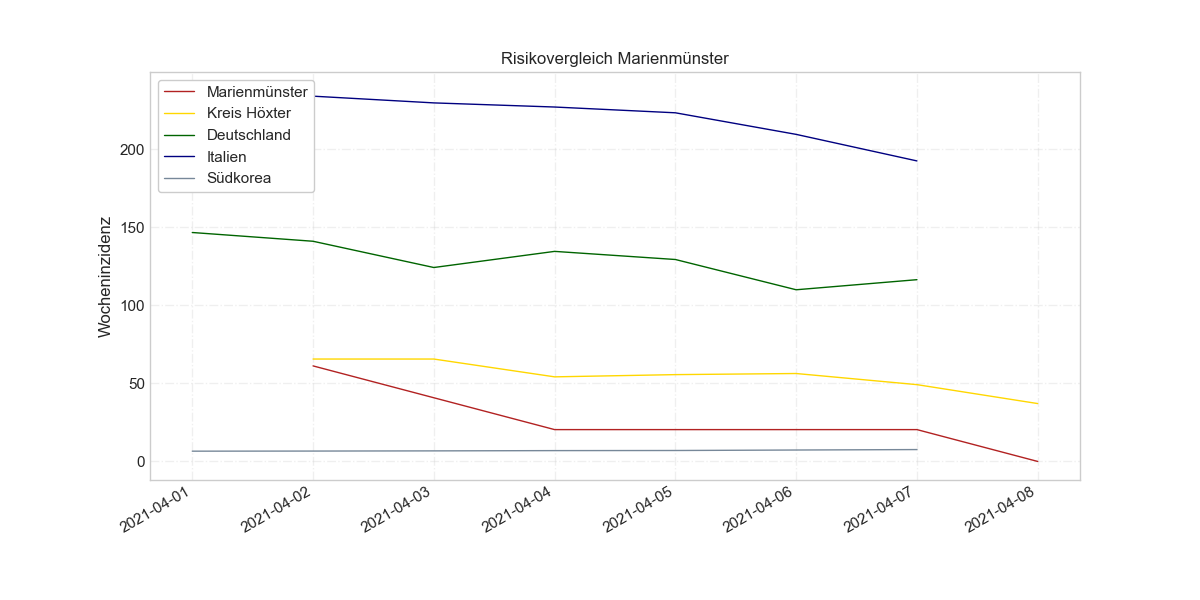 Risikovergleich Marienmünster
Marienmünster
Kreis Höxter
Deutschland
Italien
Südkorea
Wocheninzidenz
200
150
100
50
0
2021-04-01
2021-04-02
2021-04-03
2021-04-04
2021-04-05
2021-04-06
2021-04-07
2021-04-08